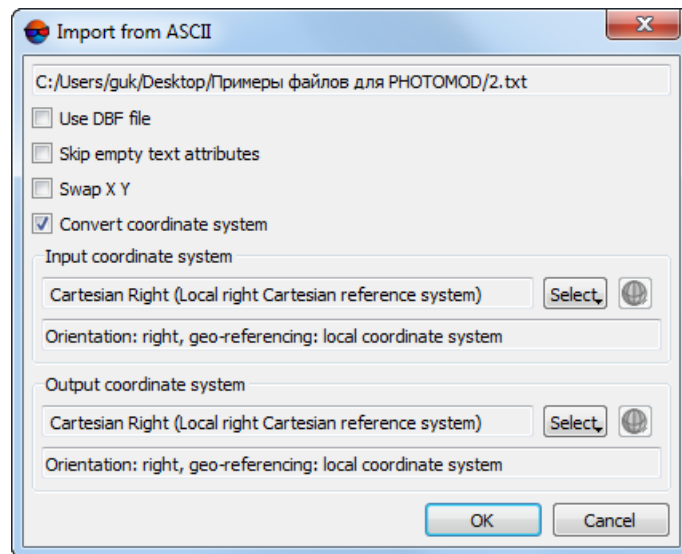 Import from ASCII
C:/Users/guk/Desktop/Примеры файлов для PHOTOMOD/2.txt
Use DBF file
Skip empty text attributes
Swap X Y
Convert coordinate system
Input coordinate system
Cartesian Right (Local right Cartesian reference system) Select
Orientation: right, geo-referencing: local coordinate system
Output coordinate system
Cartesian Right (Local right Cartesian reference system) Select
Orientation: right, geo-referencing: local coordinate system
OK Cancel